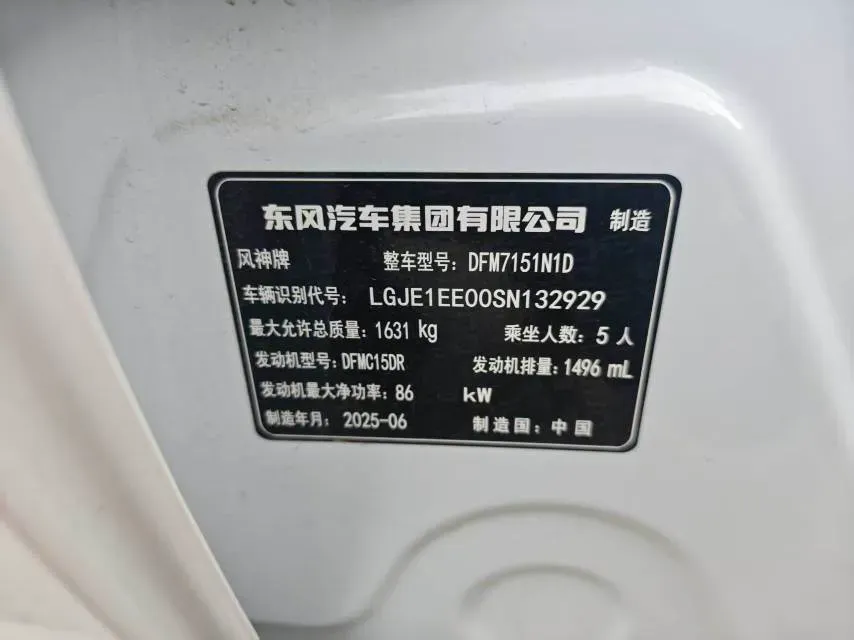 东风汽车集团有限公司 制造
风神牌 整车型号：DFM7151N1D
车辆识别代号：LGJE1EE00SN132929
最大允许总质量：1631 kg 乘坐人数：5 人
发动机型号：DFMC15DR 发动机排量：1496 mL
发动机最大净功率：86 kW
制造年月：2025-06 制造国：中国